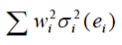 ∑ w_i^2 σ_i^2 (e_i)